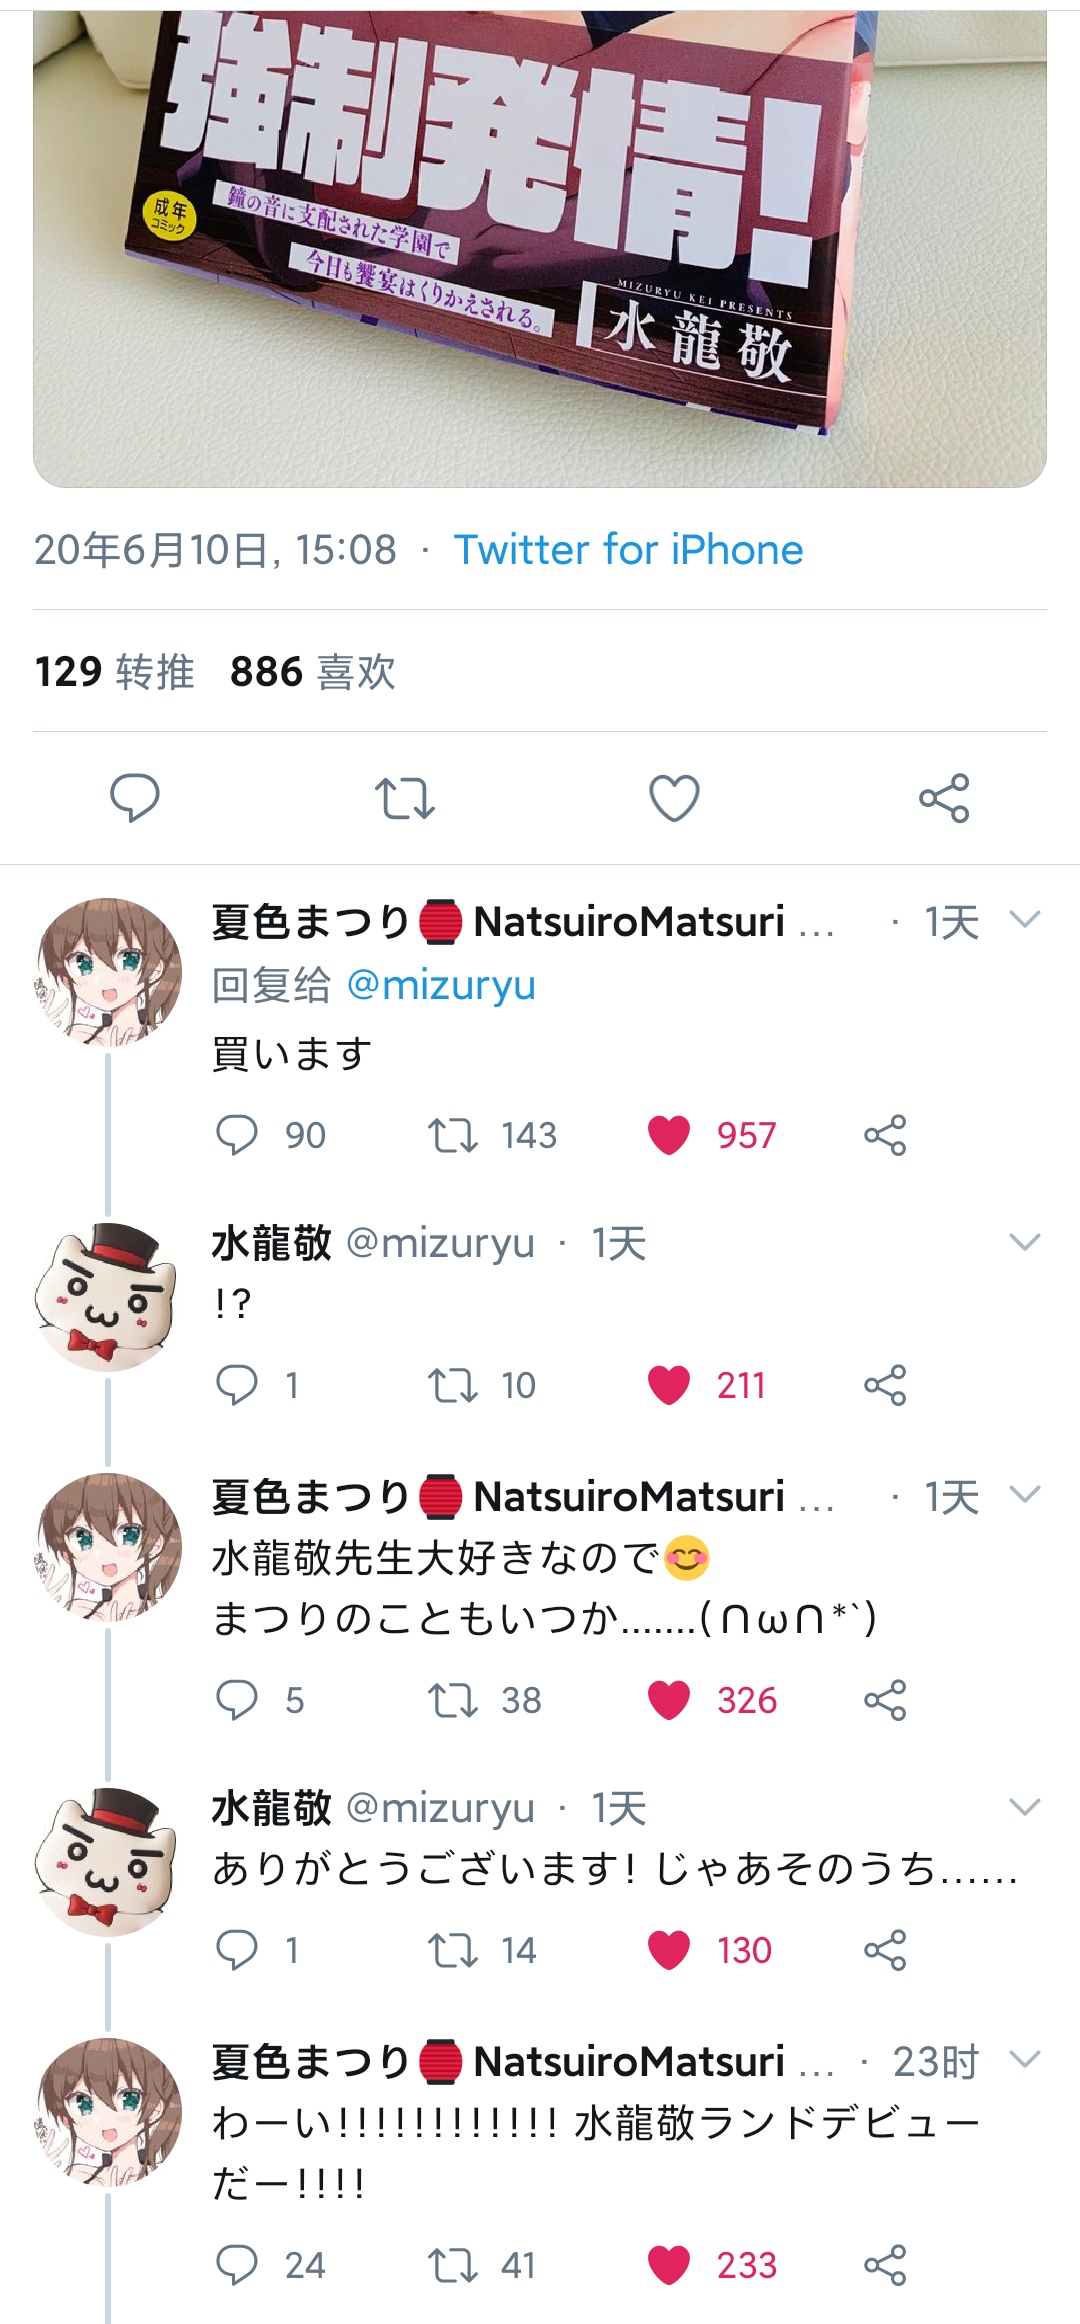 強制発情!
成年
コミック
鐘の音に支配された学園で
今日も饗宴はくりかえされる。
MIZURYU KEI PRESENTS
水龍敬
20年6月10日, 15:08 · Twitter for iPhone
129 转推 886 喜欢
夏色まつり🏮NatsuiroMatsuri ... · 1天
回复给 @mizuryu
買います
90 143 957
水龍敬 @mizuryu · 1天
!?
1 10 211
夏色まつり🏮NatsuiroMatsuri ... · 1天
水龍敬先生大好きなので😊
まつりのこともいつか.......(∩ω∩*`)
5 38 326
水龍敬 @mizuryu · 1天
ありがとうございます! じゃあそのうち......
1 14 130
夏色まつり🏮NatsuiroMatsuri ... · 23时
わーい!!!!!!!!!!!! 水龍敬ランドデビュー
だー!!!!
24 41 233